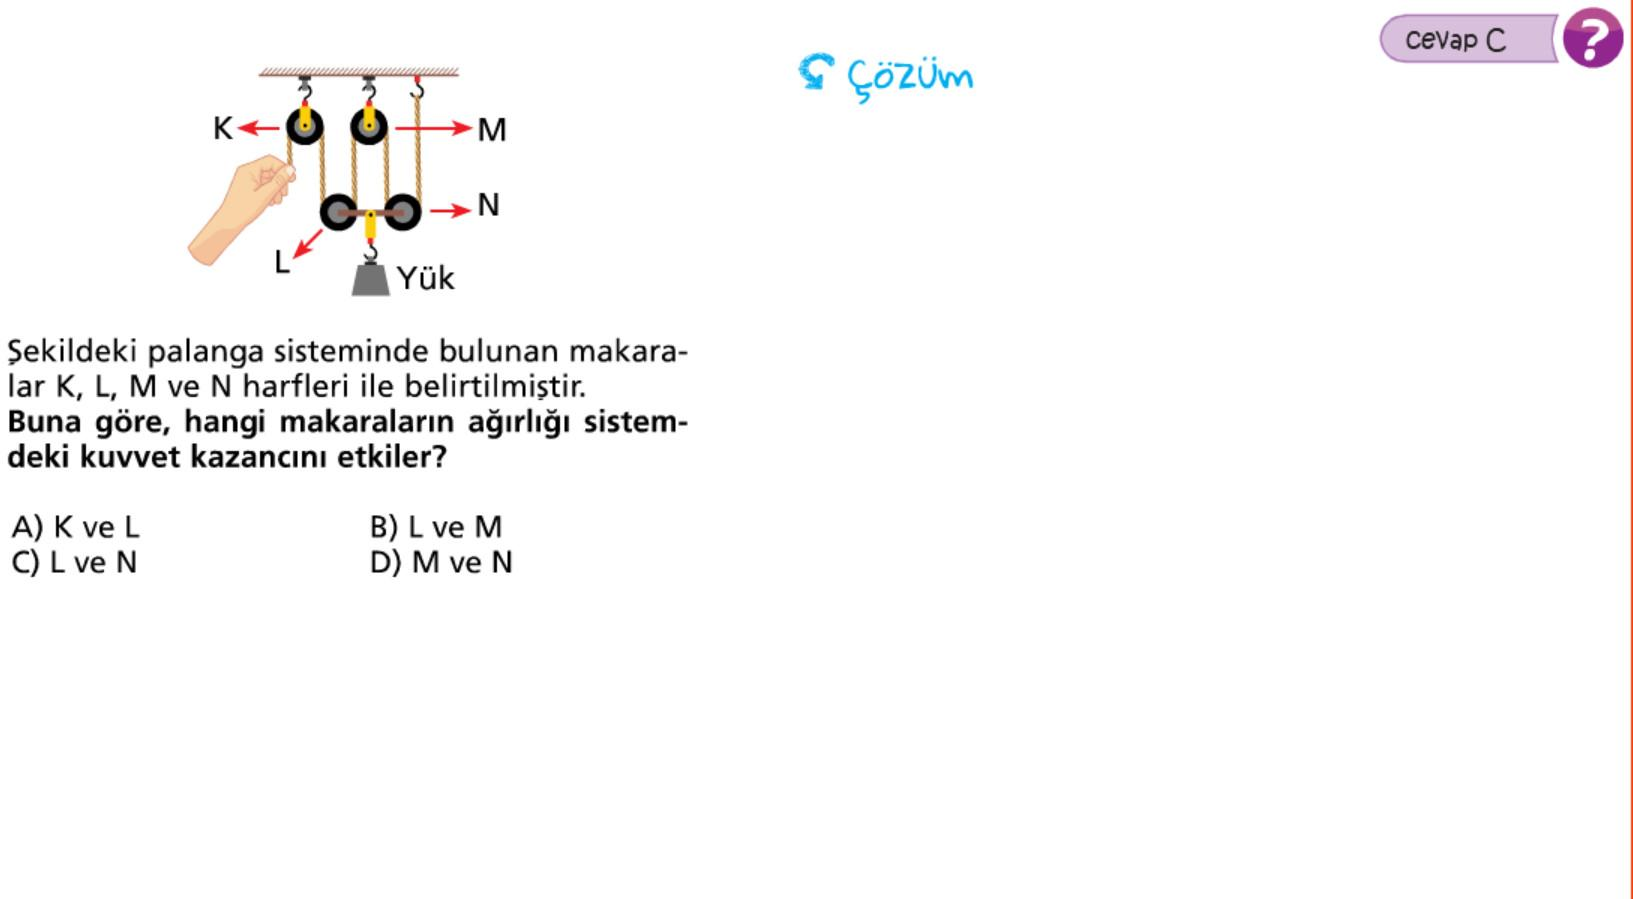 cevap C
?
Çözüm
K
M
N
L
Yük
Şekildeki palanga sisteminde bulunan makara-
lar K, L, M ve N harfleri ile belirtilmiştir.
Buna göre, hangi makaraların ağırlığı sistem-
deki kuvvet kazancını etkiler?
A) K ve L
B) L ve M
C) L ve N
D) M ve N